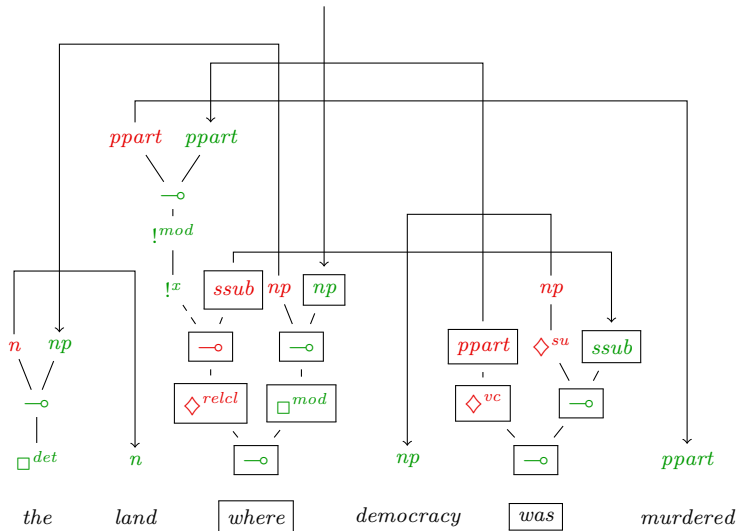 ppart ppart
⊸
!mod
!x ssub np np np
n np ⊸ ⊸ ppart ◇su ssub
⊸ ◇relcl □mod ◇vc ⊸
□det n ⊸ np ⊸ ppart
the land where democracy was murdered